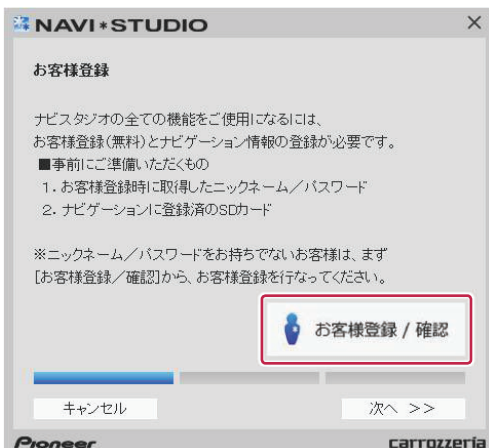 NAVI*STUDIO
お客様登録
ナビスタジオの全ての機能をご使用になるには、
お客様登録(無料)とナビゲーション情報の登録が必要です。
■事前にご準備いただくもの
1. お客様登録時に取得したニックネーム/パスワード
2. ナビゲーションに登録済のSDカード
※ニックネーム/パスワードをお持ちでないお客様は、まず
[お客様登録/確認]から、お客様登録を行なってください。
お客様登録 / 確認
キャンセル
次へ >>
Pioneer
carrozzeria